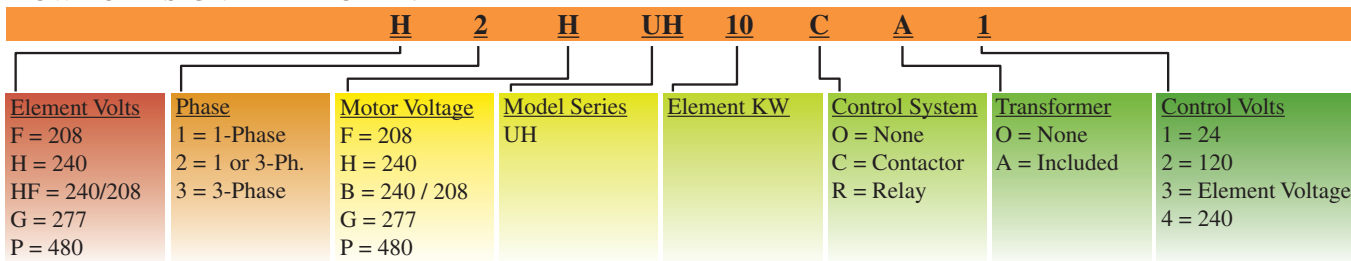 H 2 H UH 10 C A 1
Element Volts
F = 208
H = 240
HF = 240/208
G = 277
P = 480
Phase
1 = 1-Phase
2 = 1 or 3-Ph.
3 = 3-Phase
Motor Voltage
F = 208
H = 240
B = 240 / 208
G = 277
P = 480
Model Series
UH
Element KW
Control System
O = None
C = Contactor
R = Relay
Transformer
O = None
A = Included
Control Volts
1 = 24
2 = 120
3 = Element Voltage
4 = 240